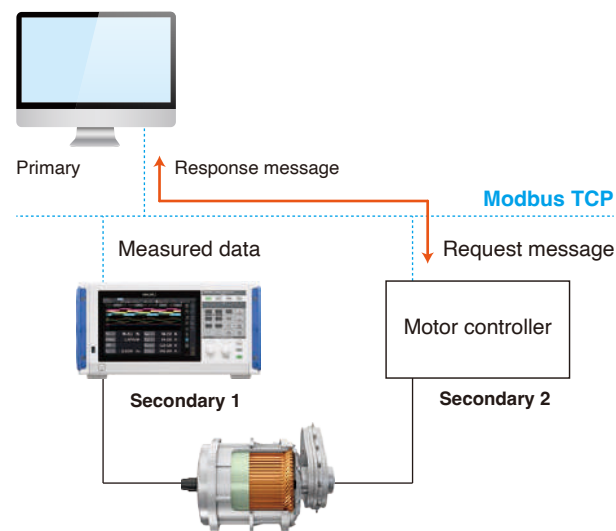 Primary
Response message
Modbus TCP
Measured data
Request message
Motor controller
Secondary 1
Secondary 2